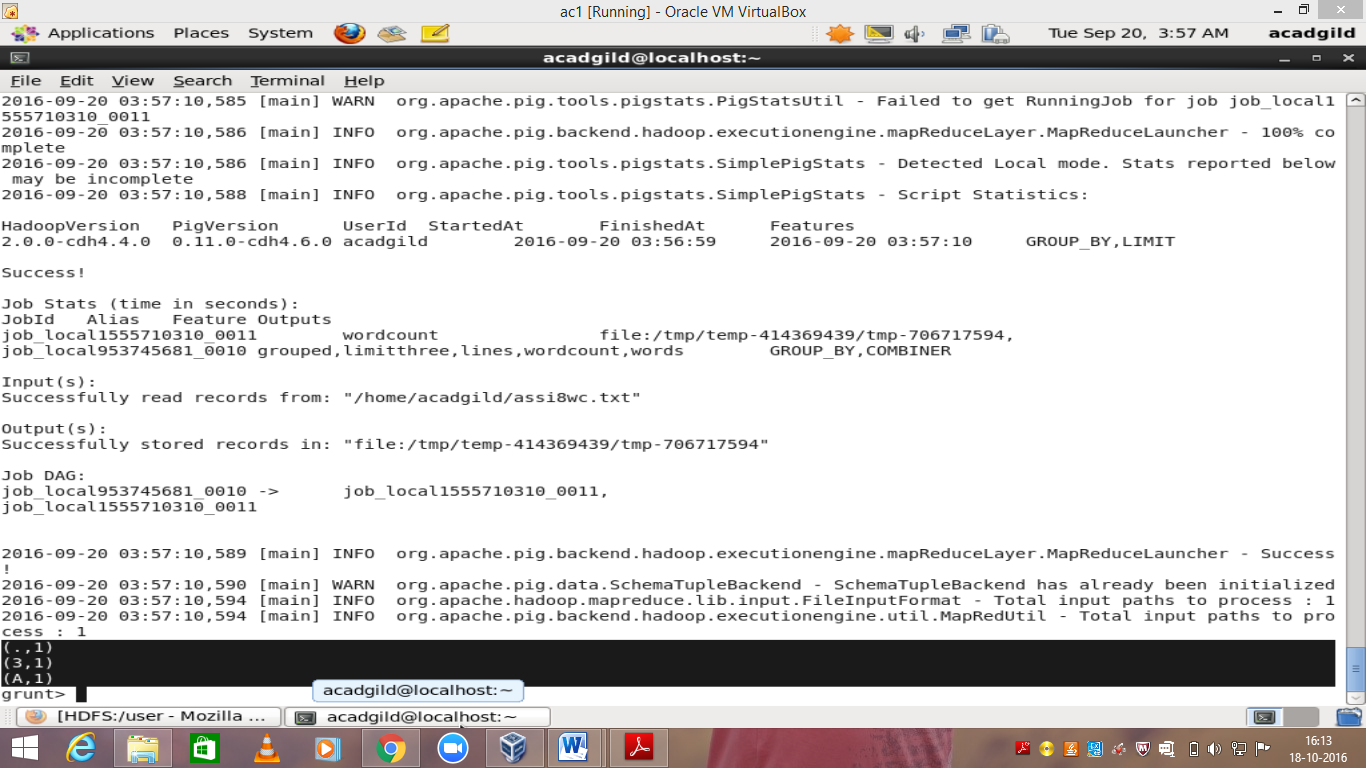 ac1 [Running] - Oracle VM VirtualBox
Applications Places System Tue Sep 20, 3:57 AM acadgild
acadgild@localhost:~
File Edit View Search Terminal Help
2016-09-20 03:57:10,585 [main] WARN  org.apache.pig.tools.pigstats.PigStatsUtil - Failed to get RunningJob for job job_local1
555710310_0011
2016-09-20 03:57:10,586 [main] INFO  org.apache.pig.backend.hadoop.executionengine.mapReduceLayer.MapReduceLauncher - 100% co
mplete
2016-09-20 03:57:10,586 [main] INFO  org.apache.pig.tools.pigstats.SimplePigStats - Detected Local mode. Stats reported below
 may be incomplete
2016-09-20 03:57:10,588 [main] INFO  org.apache.pig.tools.pigstats.SimplePigStats - Script Statistics:
HadoopVersion PigVersion UserId StartedAt FinishedAt Features
2.0.0-cdh4.4.0 0.11.0-cdh4.6.0 acadgild 2016-09-20 03:56:59 2016-09-20 03:57:10 GROUP_BY,LIMIT
Success!
Job Stats (time in seconds):
JobId Alias Feature Outputs
job_local1555710310_0011 wordcount file:/tmp/temp-414369439/tmp-706717594,
job_local953745681_0010 grouped,limitthree,lines,wordcount,words GROUP_BY,COMBINER
Input(s):
Successfully read records from: "/home/acadgild/assi8wc.txt"
Output(s):
Successfully stored records in: "file:/tmp/temp-414369439/tmp-706717594"
Job DAG:
job_local953745681_0010 -> job_local1555710310_0011,
job_local1555710310_0011
2016-09-20 03:57:10,589 [main] INFO  org.apache.pig.backend.hadoop.executionengine.mapReduceLayer.MapReduceLauncher - Success
!
2016-09-20 03:57:10,590 [main] WARN  org.apache.pig.data.SchemaTupleBackend - SchemaTupleBackend has already been initialized
2016-09-20 03:57:10,594 [main] INFO  org.apache.hadoop.mapreduce.lib.input.FileInputFormat - Total input paths to process : 1
2016-09-20 03:57:10,594 [main] INFO  org.apache.pig.backend.hadoop.executionengine.util.MapRedUtil - Total input paths to pro
cess : 1
(.,1)
(3,1)
(A,1)
grunt>
acadgild@localhost:~
[HDFS:/user - Mozilla ... acadgild@localhost:~
16:13
18-10-2016